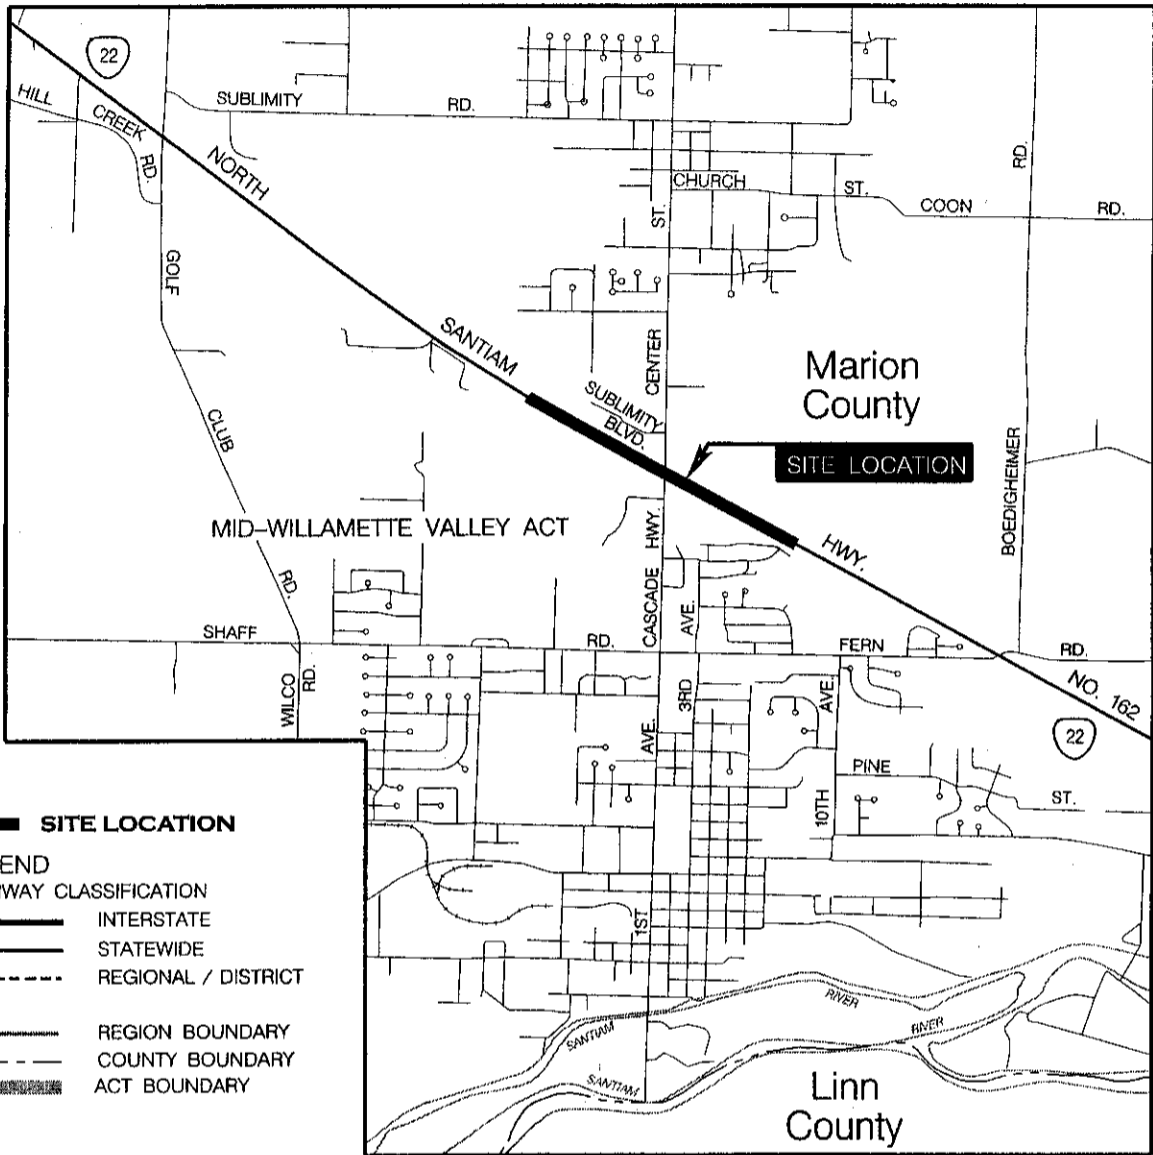 22
HILL
CREEK
RD.
SUBLIMITY
RD.
NORTH
CHURCH
ST.
COON
RD.
RD.
ST.
GOLF
SANTIAM
CENTER
SUBLIMITY
BLVD.
Marion
County
SITE LOCATION
CLUB
BOEDIGHEIMER
MID-WILLAMETTE VALLEY ACT
HWY.
HWY.
CASCADE
RD.
AVE.
SHAFF
RD.
FERN
RD.
WILCO
RD.
3RD
AVE.
NO. 162
22
AVE.
PINE
ST.
10TH
SITE LOCATION
END
WAY CLASSIFICATION
INTERSTATE
STATEWIDE
REGIONAL / DISTRICT
REGION BOUNDARY
COUNTY BOUNDARY
ACT BOUNDARY
1ST
RIVER
SANTIAM
RIVER
SANTIAM
Linn
County